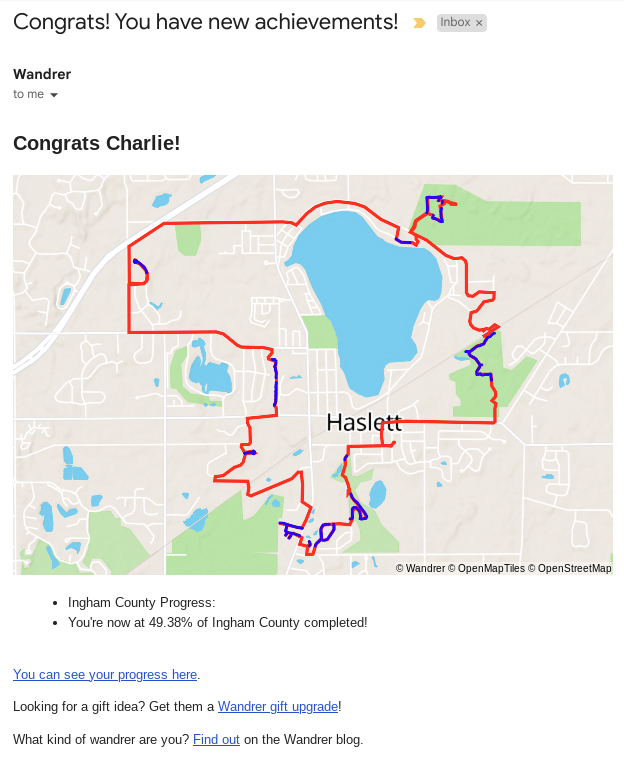 Congrats! You have new achievements!
Inbox ×
Wandrer
to me
Congrats Charlie!
Haslett
© Wandrer © OpenMapTiles © OpenStreetMap
• Ingham County Progress:
• You're now at 49.38% of Ingham County completed!
You can see your progress here.
Looking for a gift idea? Get them a Wandrer gift upgrade!
What kind of wandrer are you? Find out on the Wandrer blog.